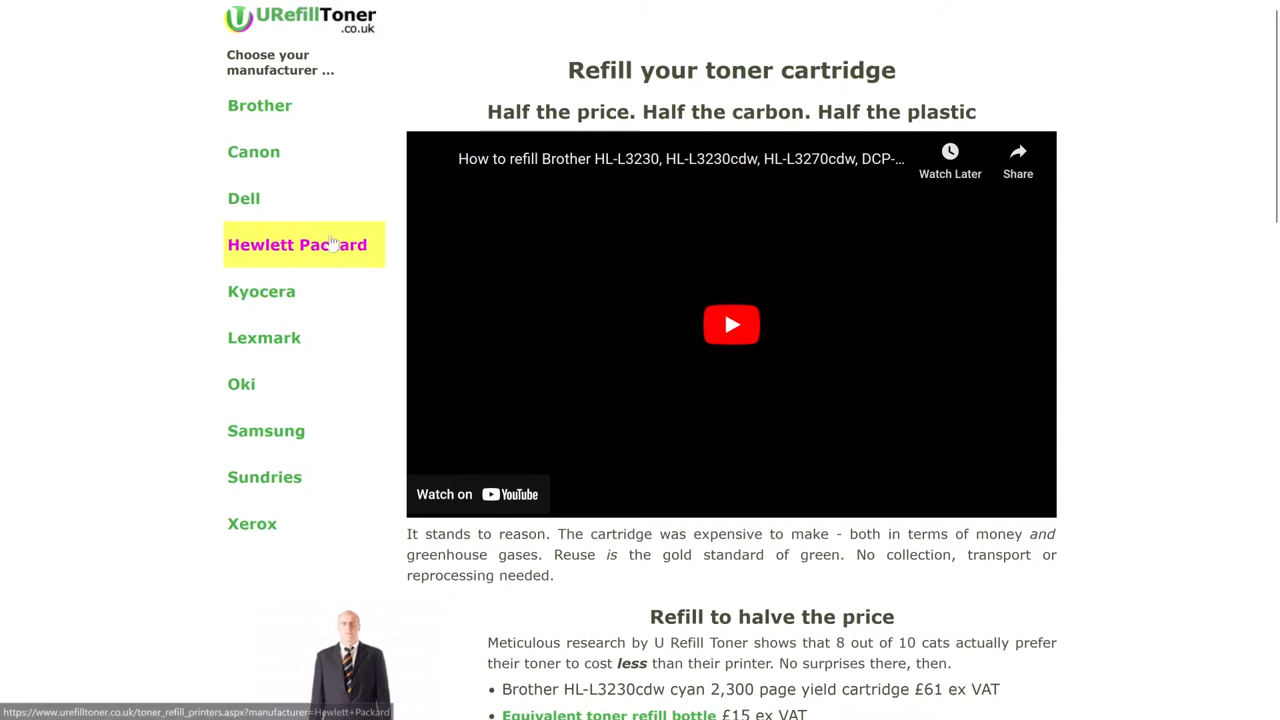 URefillToner
.co.uk
Choose your
manufacturer ...
Brother
Canon
Dell
Hewlett Packard
Kyocera
Lexmark
Oki
Samsung
Sundries
Xerox
Refill your toner cartridge
Half the price. Half the carbon. Half the plastic
How to refill Brother HL-L3230, HL-L3230cdw, HL-L3270cdw, DCP-...
Watch Later
Share
Watch on YouTube
It stands to reason. The cartridge was expensive to make - both in terms of money and
greenhouse gases. Reuse is the gold standard of green. No collection, transport or
reprocessing needed.
Refill to halve the price
Meticulous research by U Refill Toner shows that 8 out of 10 cats actually prefer
their toner to cost less than their printer. No surprises there, then.
• Brother HL-L3230cdw cyan 2,300 page yield cartridge £61 ex VAT
• Equivalent toner refill bottle £15 ex VAT
https://www.urefilltoner.co.uk/toner_refill_printers.aspx?manufacturer=Hewlett+Packard